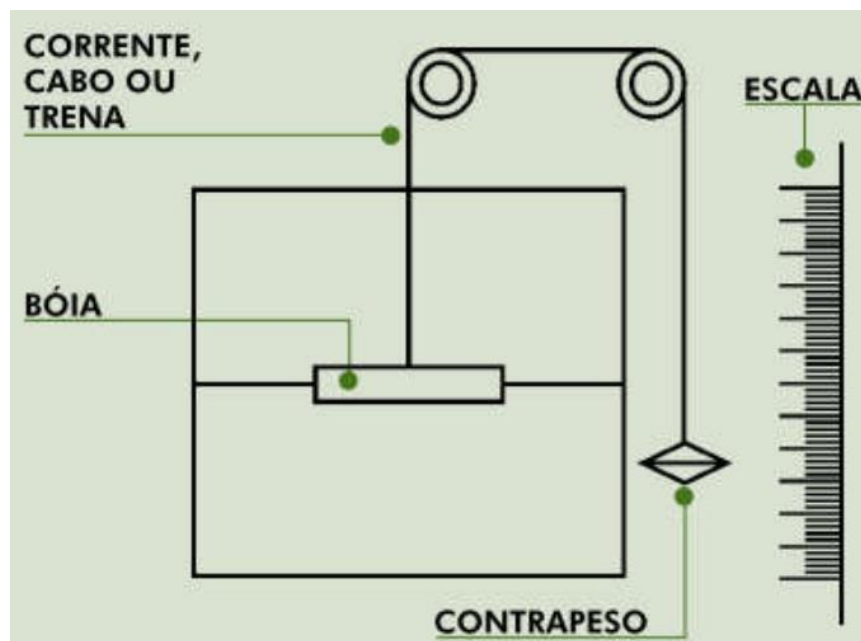 CORRENTE,
CABO OU
TRENA
ESCALA
BÓIA
CONTRAPESO